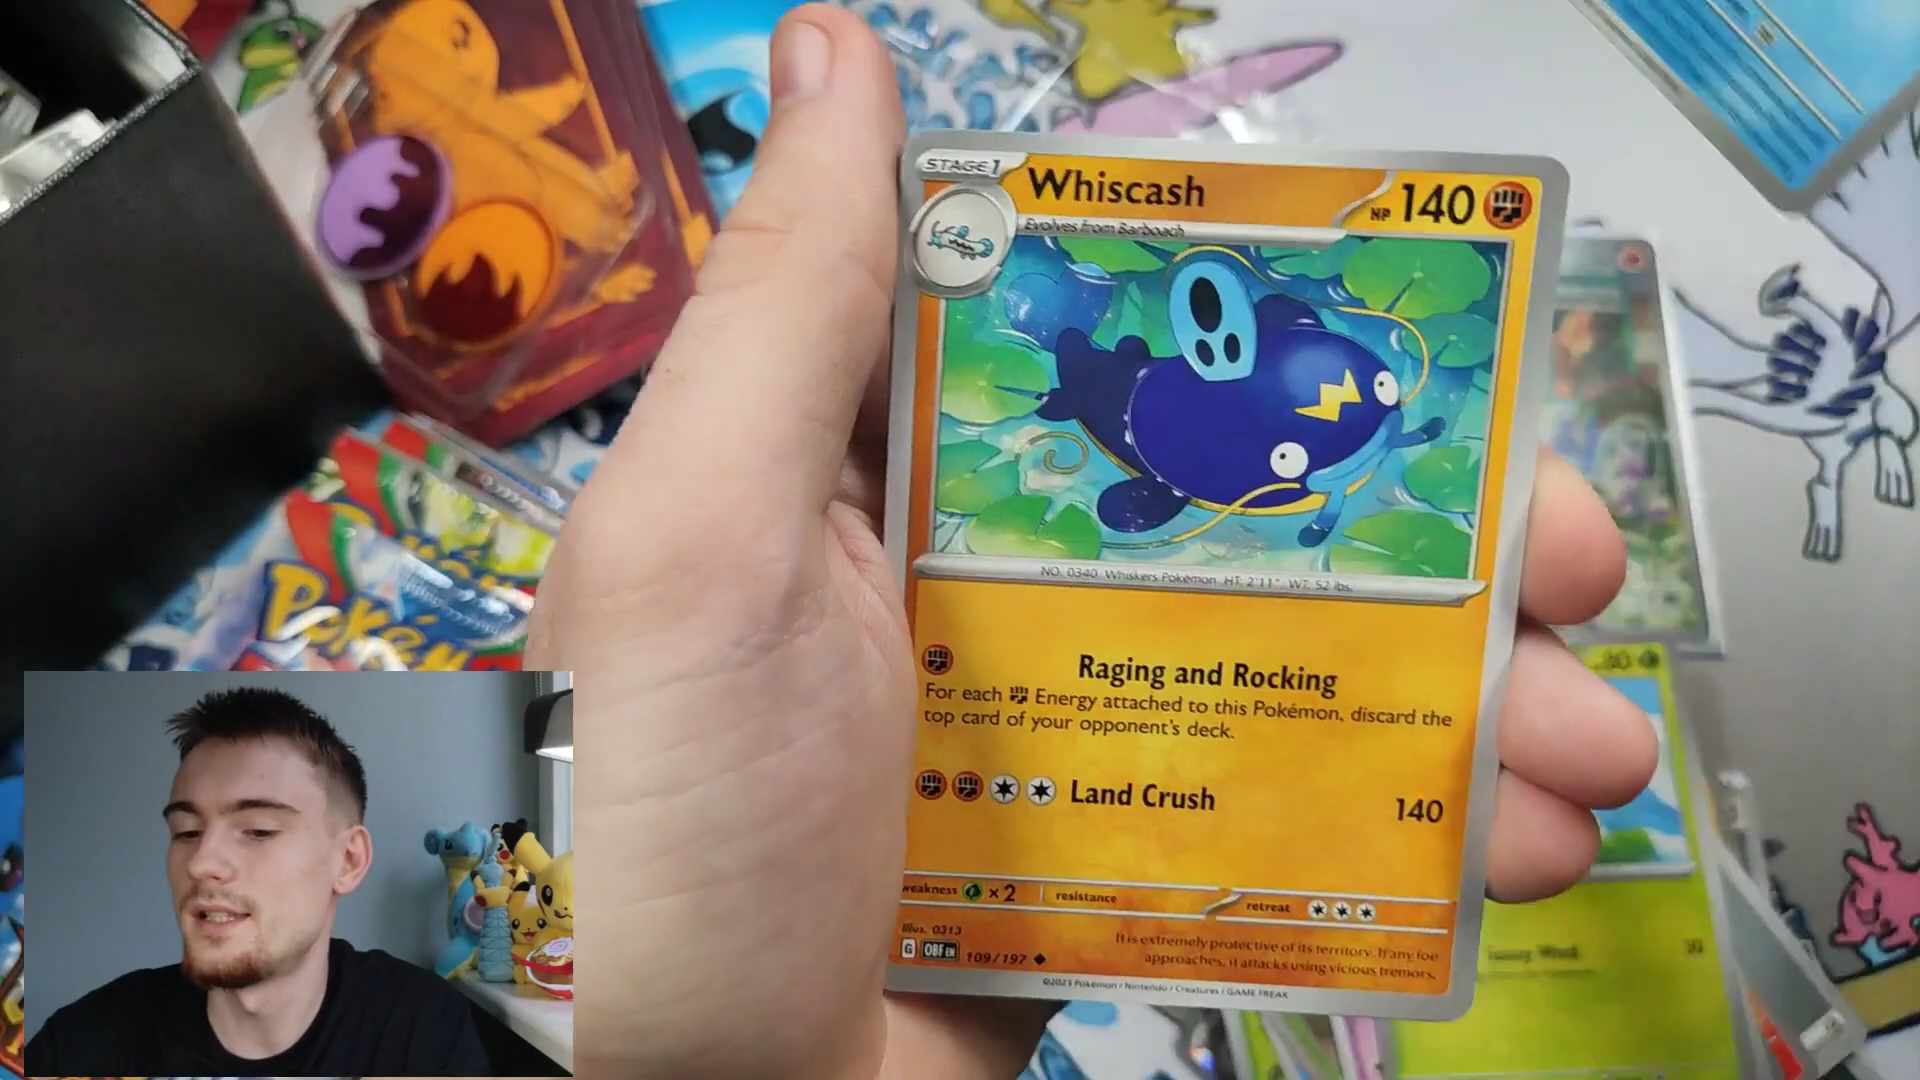 STAGE 1
Whiscash
HP 140
Evolves from Barboach
NO. 0340 Whiskers Pokémon HT: 2'11" WT: 52 lbs.
Raging and Rocking
For each Energy attached to this Pokémon, discard the
top card of your opponent's deck.
Land Crush 140
weakness ×2 resistance retreat
Illus. 0313
G OBF EN 109/197
It is extremely protective of its territory. If any foe
approaches, it attacks using vicious tremors.
©2023 Pokémon / Nintendo / Creatures / GAME FREAK
Pokém